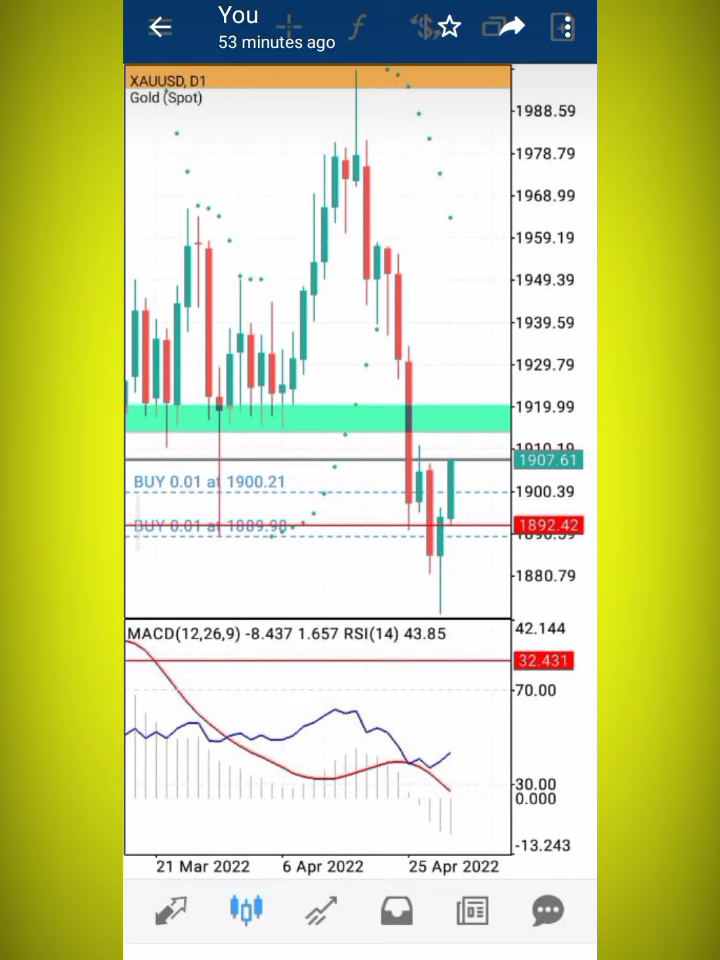 You
53 minutes ago
XAUUSD, D1
Gold (Spot)
1988.59
1978.79
1968.99
1959.19
1949.39
1939.59
1929.79
1919.99
1910.19
1907.61
BUY 0.01 at 1900.21
1900.39
BUY 0.01 at
1892.42
1880.79
MACD(12,26,9) -8.437 1.657 RSI(14) 43.85
42.144
32.431
70.00
30.00
0.000
-13.243
21 Mar 2022
6 Apr 2022
25 Apr 2022